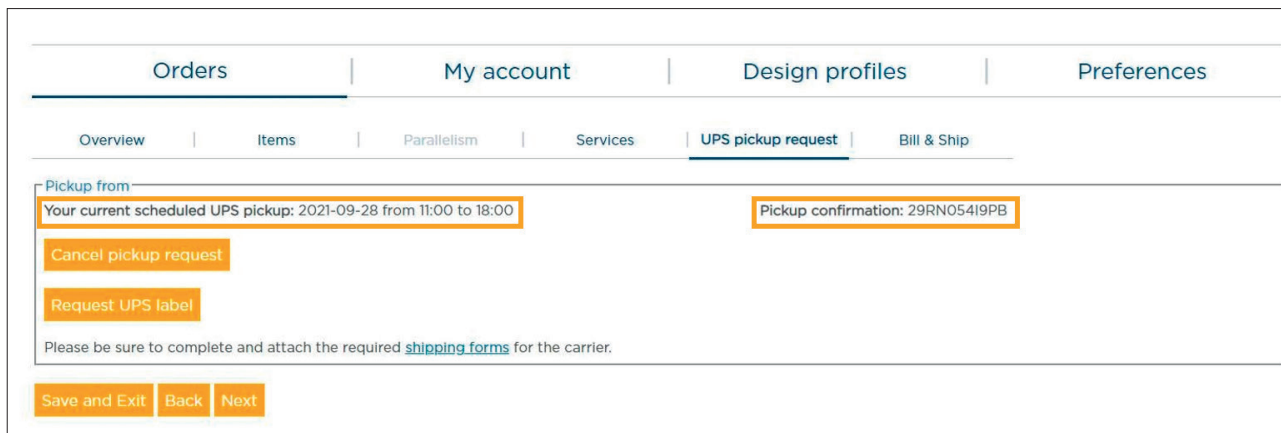 Orders | My account | Design profiles | Preferences
Overview | Items | Parallelism | Services | UPS pickup request | Bill & Ship
Pickup from
Your current scheduled UPS pickup: 2021-09-28 from 11:00 to 18:00 Pickup confirmation: 29RN054I9PB
Cancel pickup request
Request UPS label
Please be sure to complete and attach the required shipping forms for the carrier.
Save and Exit Back Next